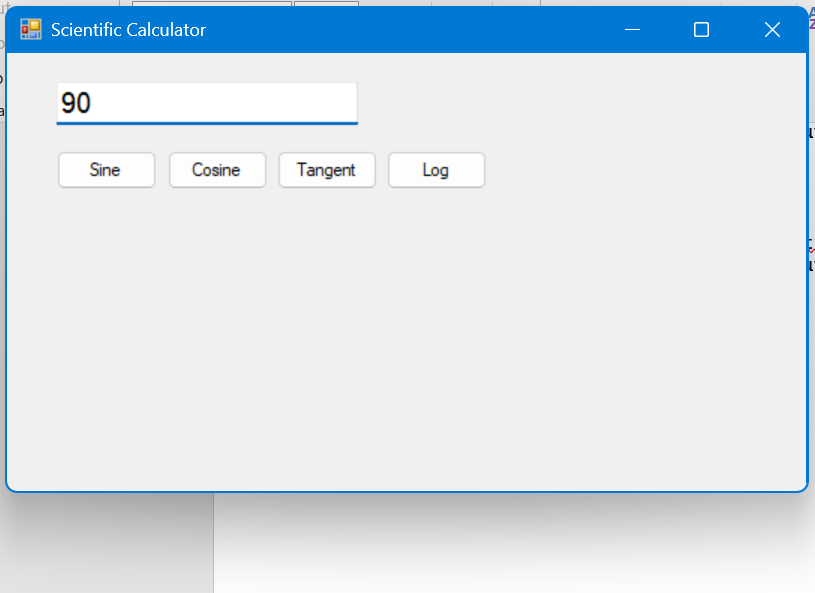 Scientific Calculator
90
Sine Cosine Tangent Log